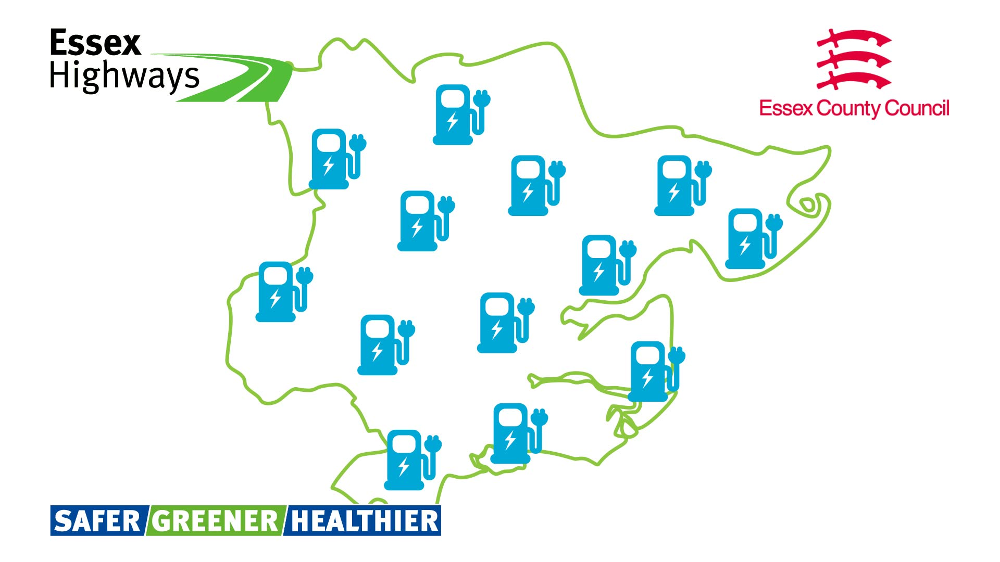 Essex
Highways
Essex County Council
SAFER GREENER HEALTHIER